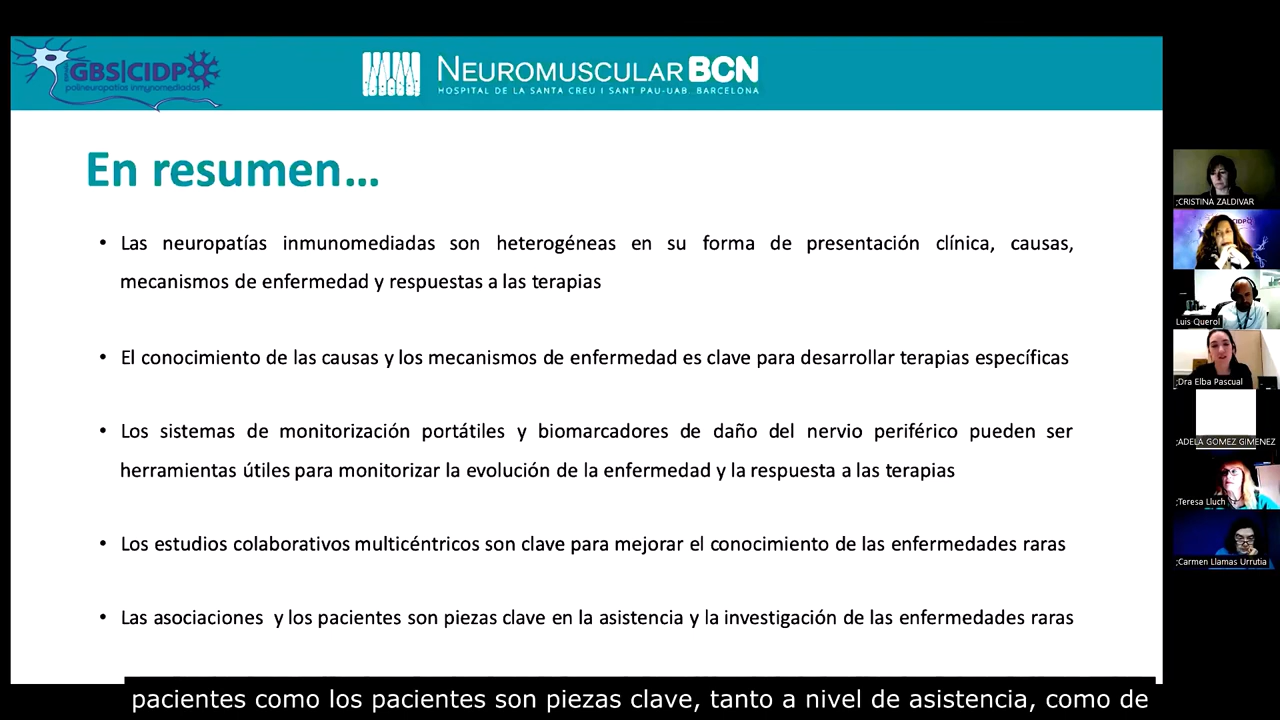 GBS|CIDP
polineuropatías inmunomediadas
NEUROMUSCULAR BCN
HOSPITAL DE LA SANTA CREU I SANT PAU-UAB. BARCELONA
En resumen...
• Las neuropatías inmunomediadas son heterogéneas en su forma de presentación clínica, causas,
mecanismos de enfermedad y respuestas a las terapias
• El conocimiento de las causas y los mecanismos de enfermedad es clave para desarrollar terapias específicas
• Los sistemas de monitorización portátiles y biomarcadores de daño del nervio periférico pueden ser
herramientas útiles para monitorizar la evolución de la enfermedad y la respuesta a las terapias
• Los estudios colaborativos multicéntricos son clave para mejorar el conocimiento de las enfermedades raras
• Las asociaciones y los pacientes son piezas clave en la asistencia y la investigación de las enfermedades raras
;CRISTINA ZALDIVAR
Luis Querol
;Dra Elba Pascual
;ADELA GOMEZ GIMENEZ
;Teresa Lluch
;Carmen Llamas Urrutia
pacientes como los pacientes son piezas clave, tanto a nivel de asistencia, como de